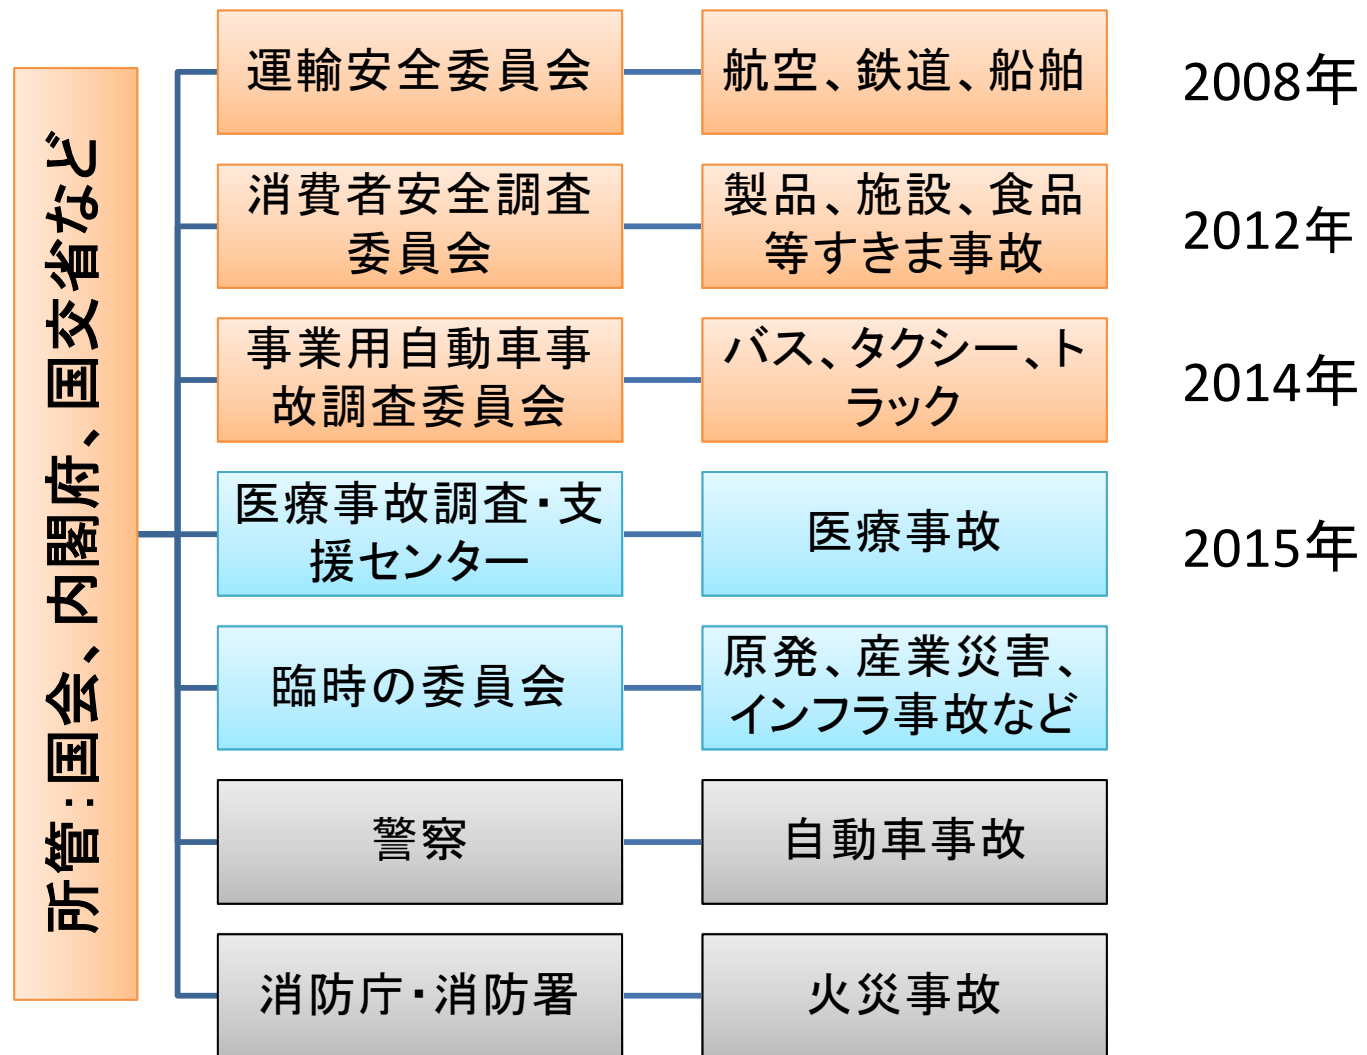 所管：国会、内閣府、国交省など
運輸安全委員会
航空、鉄道、船舶
2008年
消費者安全調査
委員会
製品、施設、食品
等すきま事故
2012年
事業用自動車事
故調査委員会
バス、タクシー、ト
ラック
2014年
医療事故調査・支
援センター
医療事故
2015年
臨時の委員会
原発、産業災害、
インフラ事故など
警察
自動車事故
消防庁・消防署
火災事故